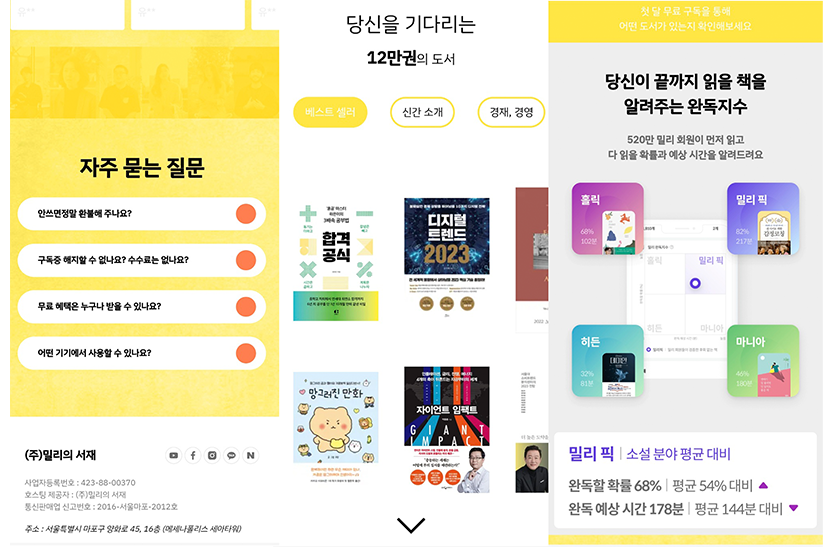 자주 묻는 질문
안쓰면정말 환불해 주나요?
구독중 해지할 수 없나요? 수수료는 없나요?
무료 혜택은 누구나 받을 수 있나요?
어떤 기기에서 사용할 수 있나요?
(주)밀리의 서재
사업자등록번호 : 423-88-00370
호스팅 제공자 : (주)밀리의 서재
통신판매업 신고번호 : 2016-서울마포-2012호
주소 : 서울특별시 마포구 양화로 45, 16층 (메세나폴리스 세아타워)
당신을 기다리는
12만권의 도서
베스트 셀러
신간 소개
경재, 경영
합격
공식
디지털
트렌드
2023
망그러진 만화
자이언트 임팩트
GIANT
IMPACT
첫 달 무료 구독을 통해
어떤 도서가 있는지 확인해보세요
당신이 끝까지 읽을 책을
알려주는 완독지수
520만 밀리 회원이 먼저 읽고
다 읽을 확률과 예상 시간을 알려드려요
홀릭
68%
102분
밀리 픽
82%
217분
홀릭
밀리 픽
히든
마니아
히든
32%
81분
마니아
46%
180분
밀리 픽 | 소설 분야 평균 대비
완독할 확률 68% | 평균 54% 대비 ▲
완독 예상 시간 178분 | 평균 144분 대비 ▼